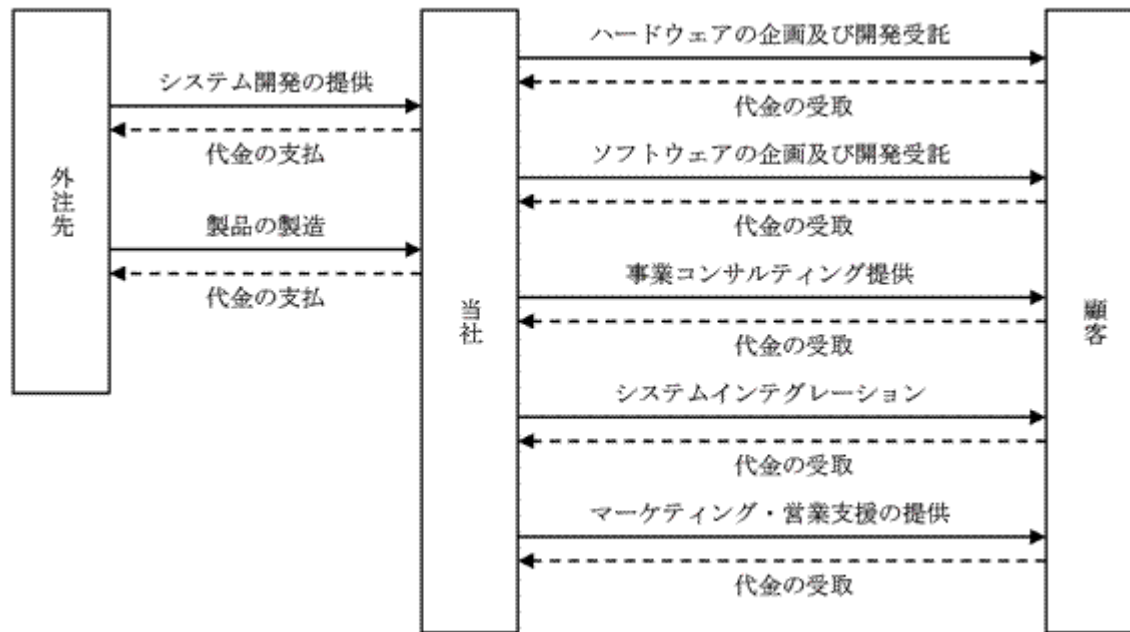 外注先
システム開発の提供
代金の支払
製品の製造
代金の支払
当社
ハードウェアの企画及び開発受託
代金の受取
ソフトウェアの企画及び開発受託
代金の受取
事業コンサルティング提供
代金の受取
システムインテグレーション
代金の受取
マーケティング・営業支援の提供
代金の受取
顧客